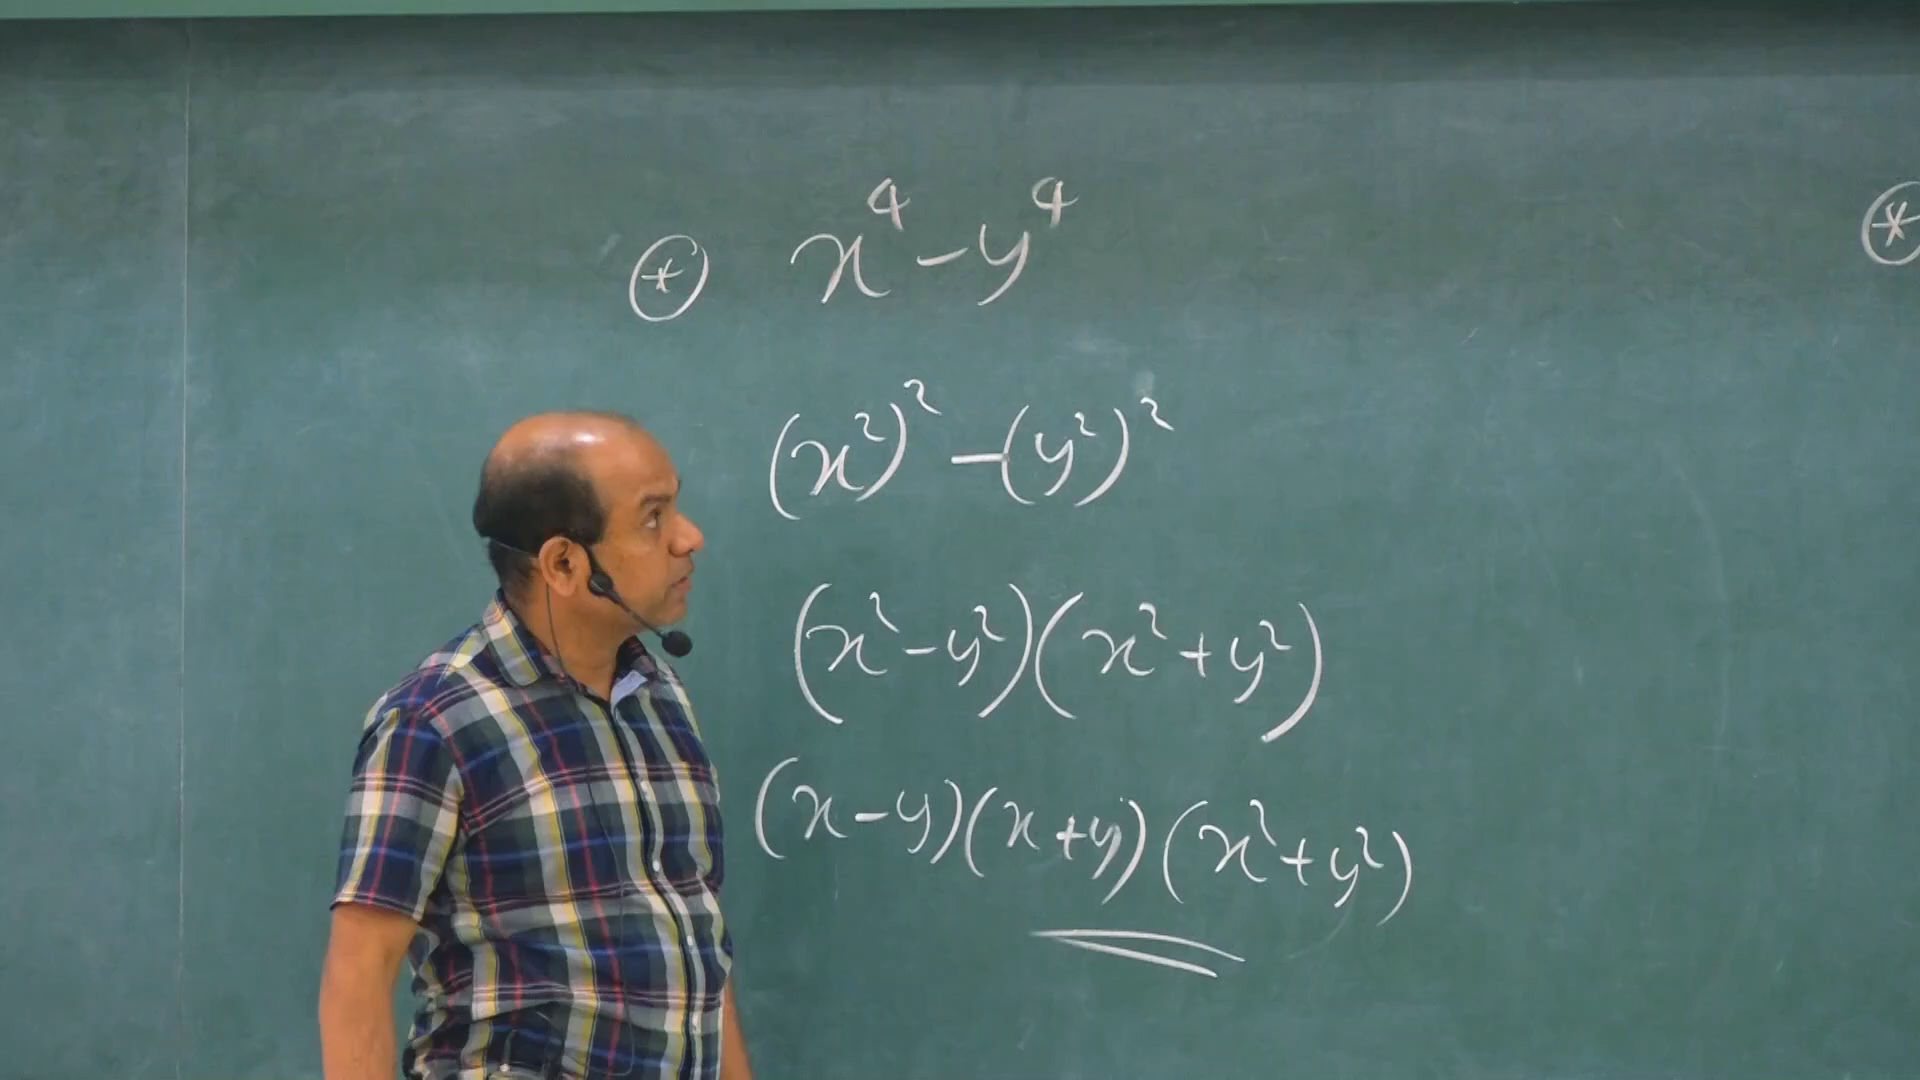 ⊛ x⁴ - y⁴ ⊛
(x²)² - (y²)²
(x² - y²)(x² + y²)
(x - y)(x + y)(x² + y²)